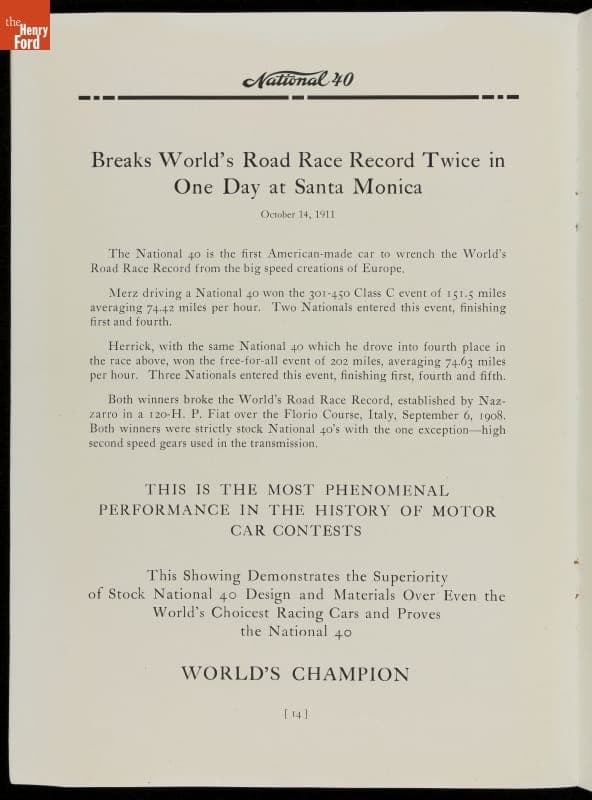 the
Henry
Ford
National 40
Breaks World's Road Race Record Twice in
One Day at Santa Monica
October 14, 1911
The National 40 is the first American-made car to wrench the World's
Road Race Record from the big speed creations of Europe.
Merz driving a National 40 won the 301-450 Class C event of 151.5 miles
averaging 74.42 miles per hour. Two Nationals entered this event, finishing
first and fourth.
Herrick, with the same National 40 which he drove into fourth place in
the race above, won the free-for-all event of 202 miles, averaging 74.63 miles
per hour. Three Nationals entered this event, finishing first, fourth and fifth.
Both winners broke the World's Road Race Record, established by Naz-
zarro in a 120-H. P. Fiat over the Florio Course, Italy, September 6, 1908.
Both winners were strictly stock National 40's with the one exception—high
second speed gears used in the transmission.
THIS IS THE MOST PHENOMENAL
PERFORMANCE IN THE HISTORY OF MOTOR
CAR CONTESTS
This Showing Demonstrates the Superiority
of Stock National 40 Design and Materials Over Even the
World's Choicest Racing Cars and Proves
the National 40
WORLD'S CHAMPION
[ 14 ]